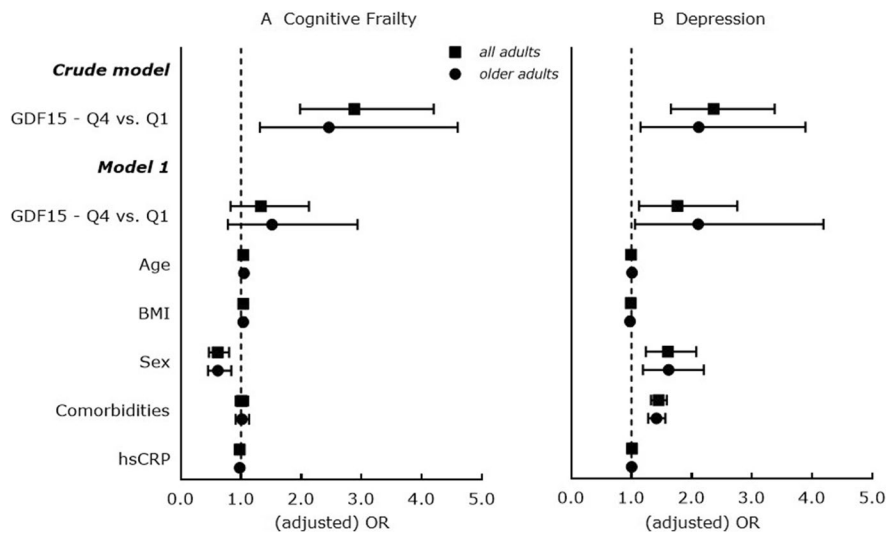 A Cognitive Frailty
B Depression
all adults
older adults
Crude model
GDF15 - Q4 vs. Q1
Model 1
GDF15 - Q4 vs. Q1
Age
BMI
Sex
Comorbidities
hsCRP
0.0 1.0 2.0 3.0 4.0 5.0
(adjusted) OR
0.0 1.0 2.0 3.0 4.0 5.0
(adjusted) OR